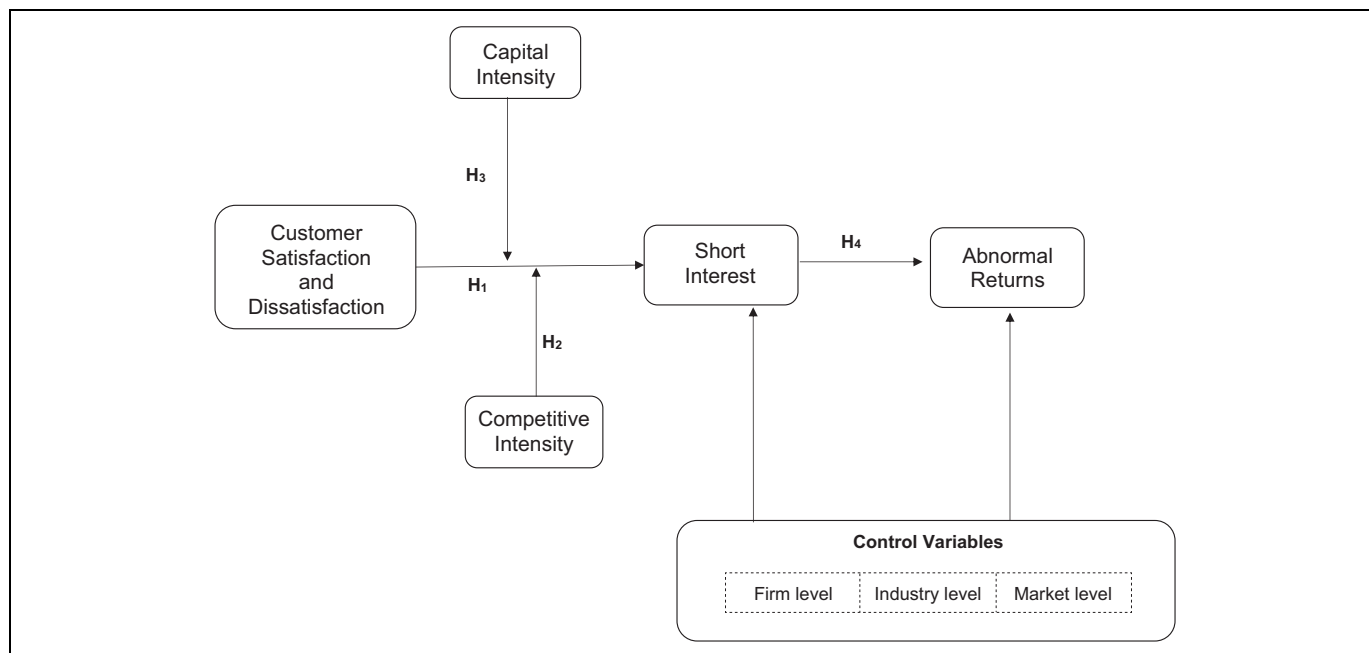 Capital
Intensity
H3
Customer
Satisfaction
and
Dissatisfaction
H1
Short
Interest
H4
Abnormal
Returns
H2
Competitive
Intensity
Control Variables
Firm level
Industry level
Market level